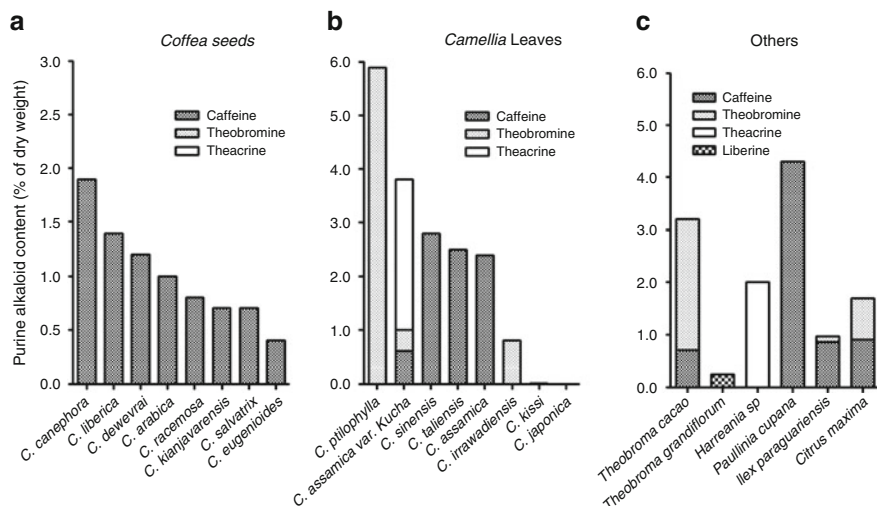 a
Coffea seeds
Purine alkaloid content (% of dry weight)
3.0
2.5
2.0
1.5
1.0
0.5
0.0
Caffeine
Theobromine
Theacrine
C. canephora
C. liberica
C. dewevrai
C. arabica
C. racemosa
C. kianjavarensis
C. salvatrix
C. eugenioides
b
Camellia Leaves
6.0
5.0
4.0
3.0
2.0
1.0
0.0
Caffeine
Theobromine
Theacrine
C. ptilophylla
C. assamica var. Kucha
C. sinensis
C. taliensis
C. assamica
C. irrawadiensis
C. kissi
C. japonica
c
Others
6.0
5.0
4.0
3.0
2.0
1.0
0.0
Caffeine
Theobromine
Theacrine
Liberine
Theobroma cacao
Theobroma grandiflorum
Harreania sp
Paullinia cupana
Ilex paraguariensis
Citrus maxima